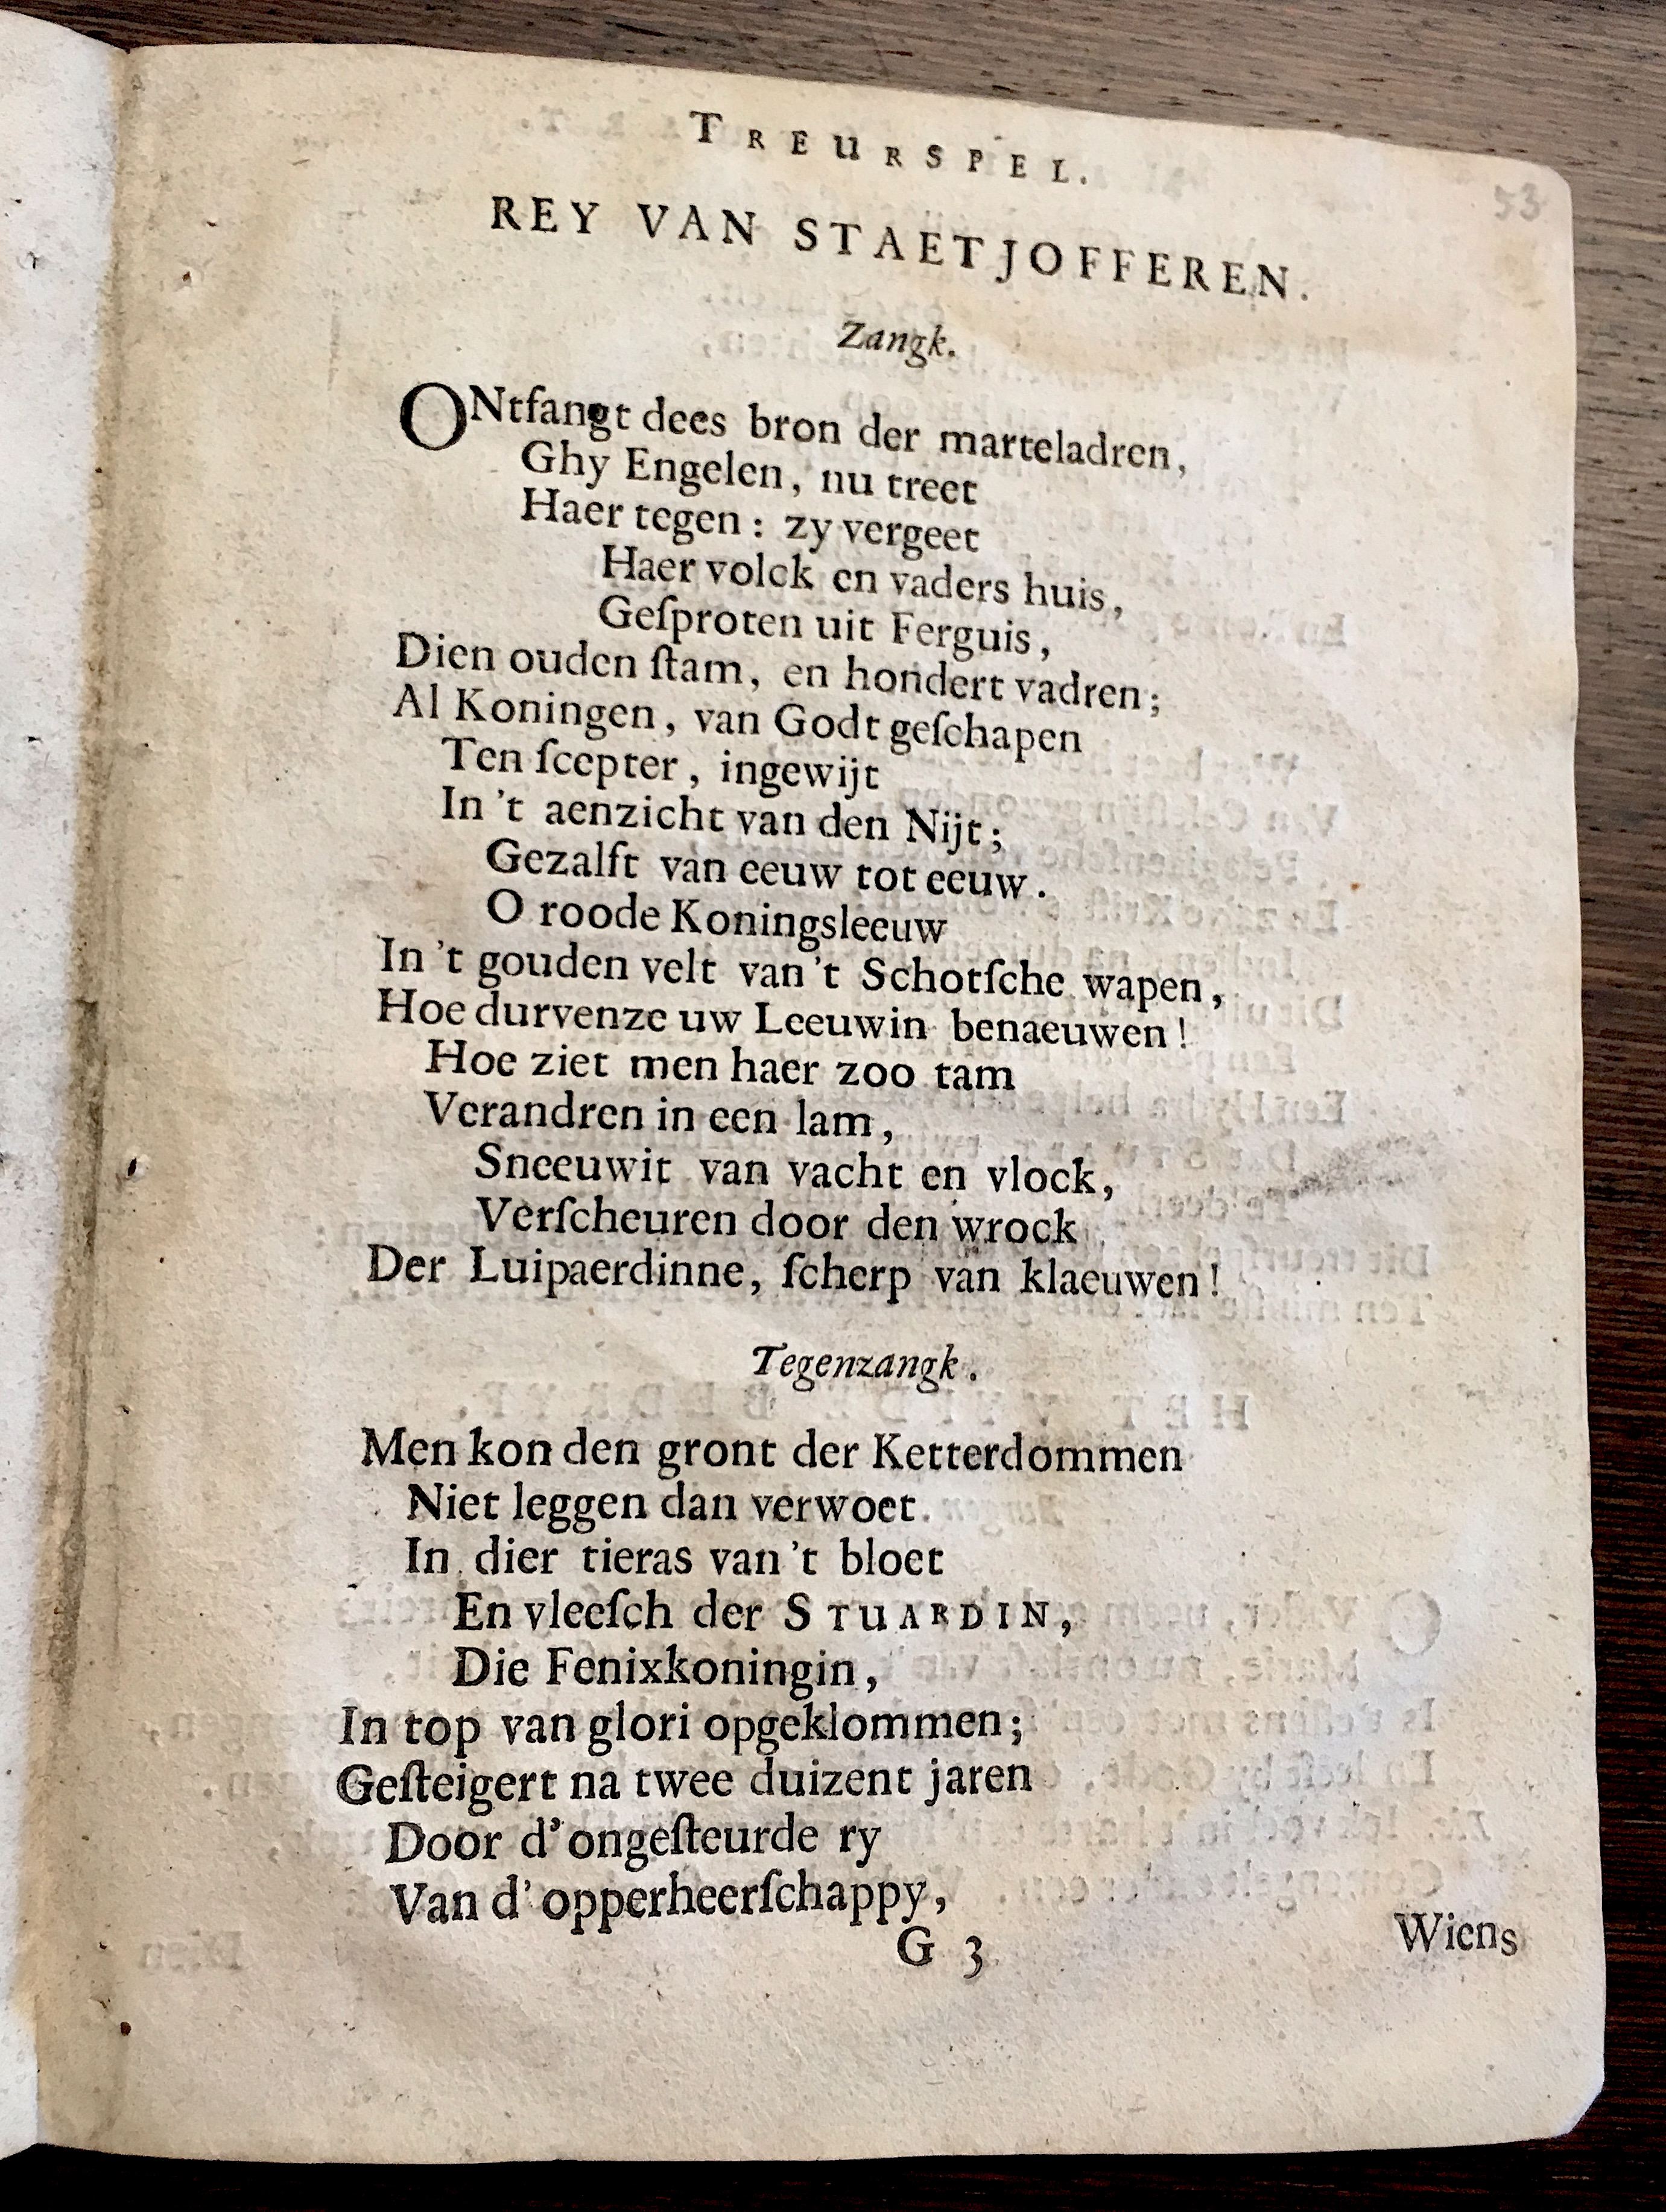 TREURSPEL.
53
REY VAN STAETJOFFEREN.
Zangk.
ONtfangt dees bron der marteladren,
Ghy Engelen, nu treet
Haer tegen: zy vergeet
Haer volck en vaders huis,
Geſproten uit Ferguis,
Dien ouden ſtam, en hondert vadren;
Al Koningen, van Godt geſchapen
Ten ſcepter, ingewijt
In 't aenzicht van den Nijt;
Gezalft van eeuw tot eeuw.
O roode Koningsleeuw
In 't gouden velt van 't Schotſche wapen,
Hoe durvenze uw Leeuwin benaeuwen!
Hoe ziet men haer zoo tam
Verandren in een lam,
Sneeuwit van vacht en vlock,
Verſcheuren door den wrock
Der Luipaerdinne, ſcherp van klaeuwen!
Tegenzangk.
Men kon den gront der Ketterdommen
Niet leggen dan verwoet
In dier tieras van 't bloet
En vleeſch der STUARDIN,
Die Fenixkoningin,
In top van glori opgeklommen;
Geſteigert na twee duizent jaren
Door d'ongeſteurde ry
Van d'opperheerſchappy,
G 3
Wiens